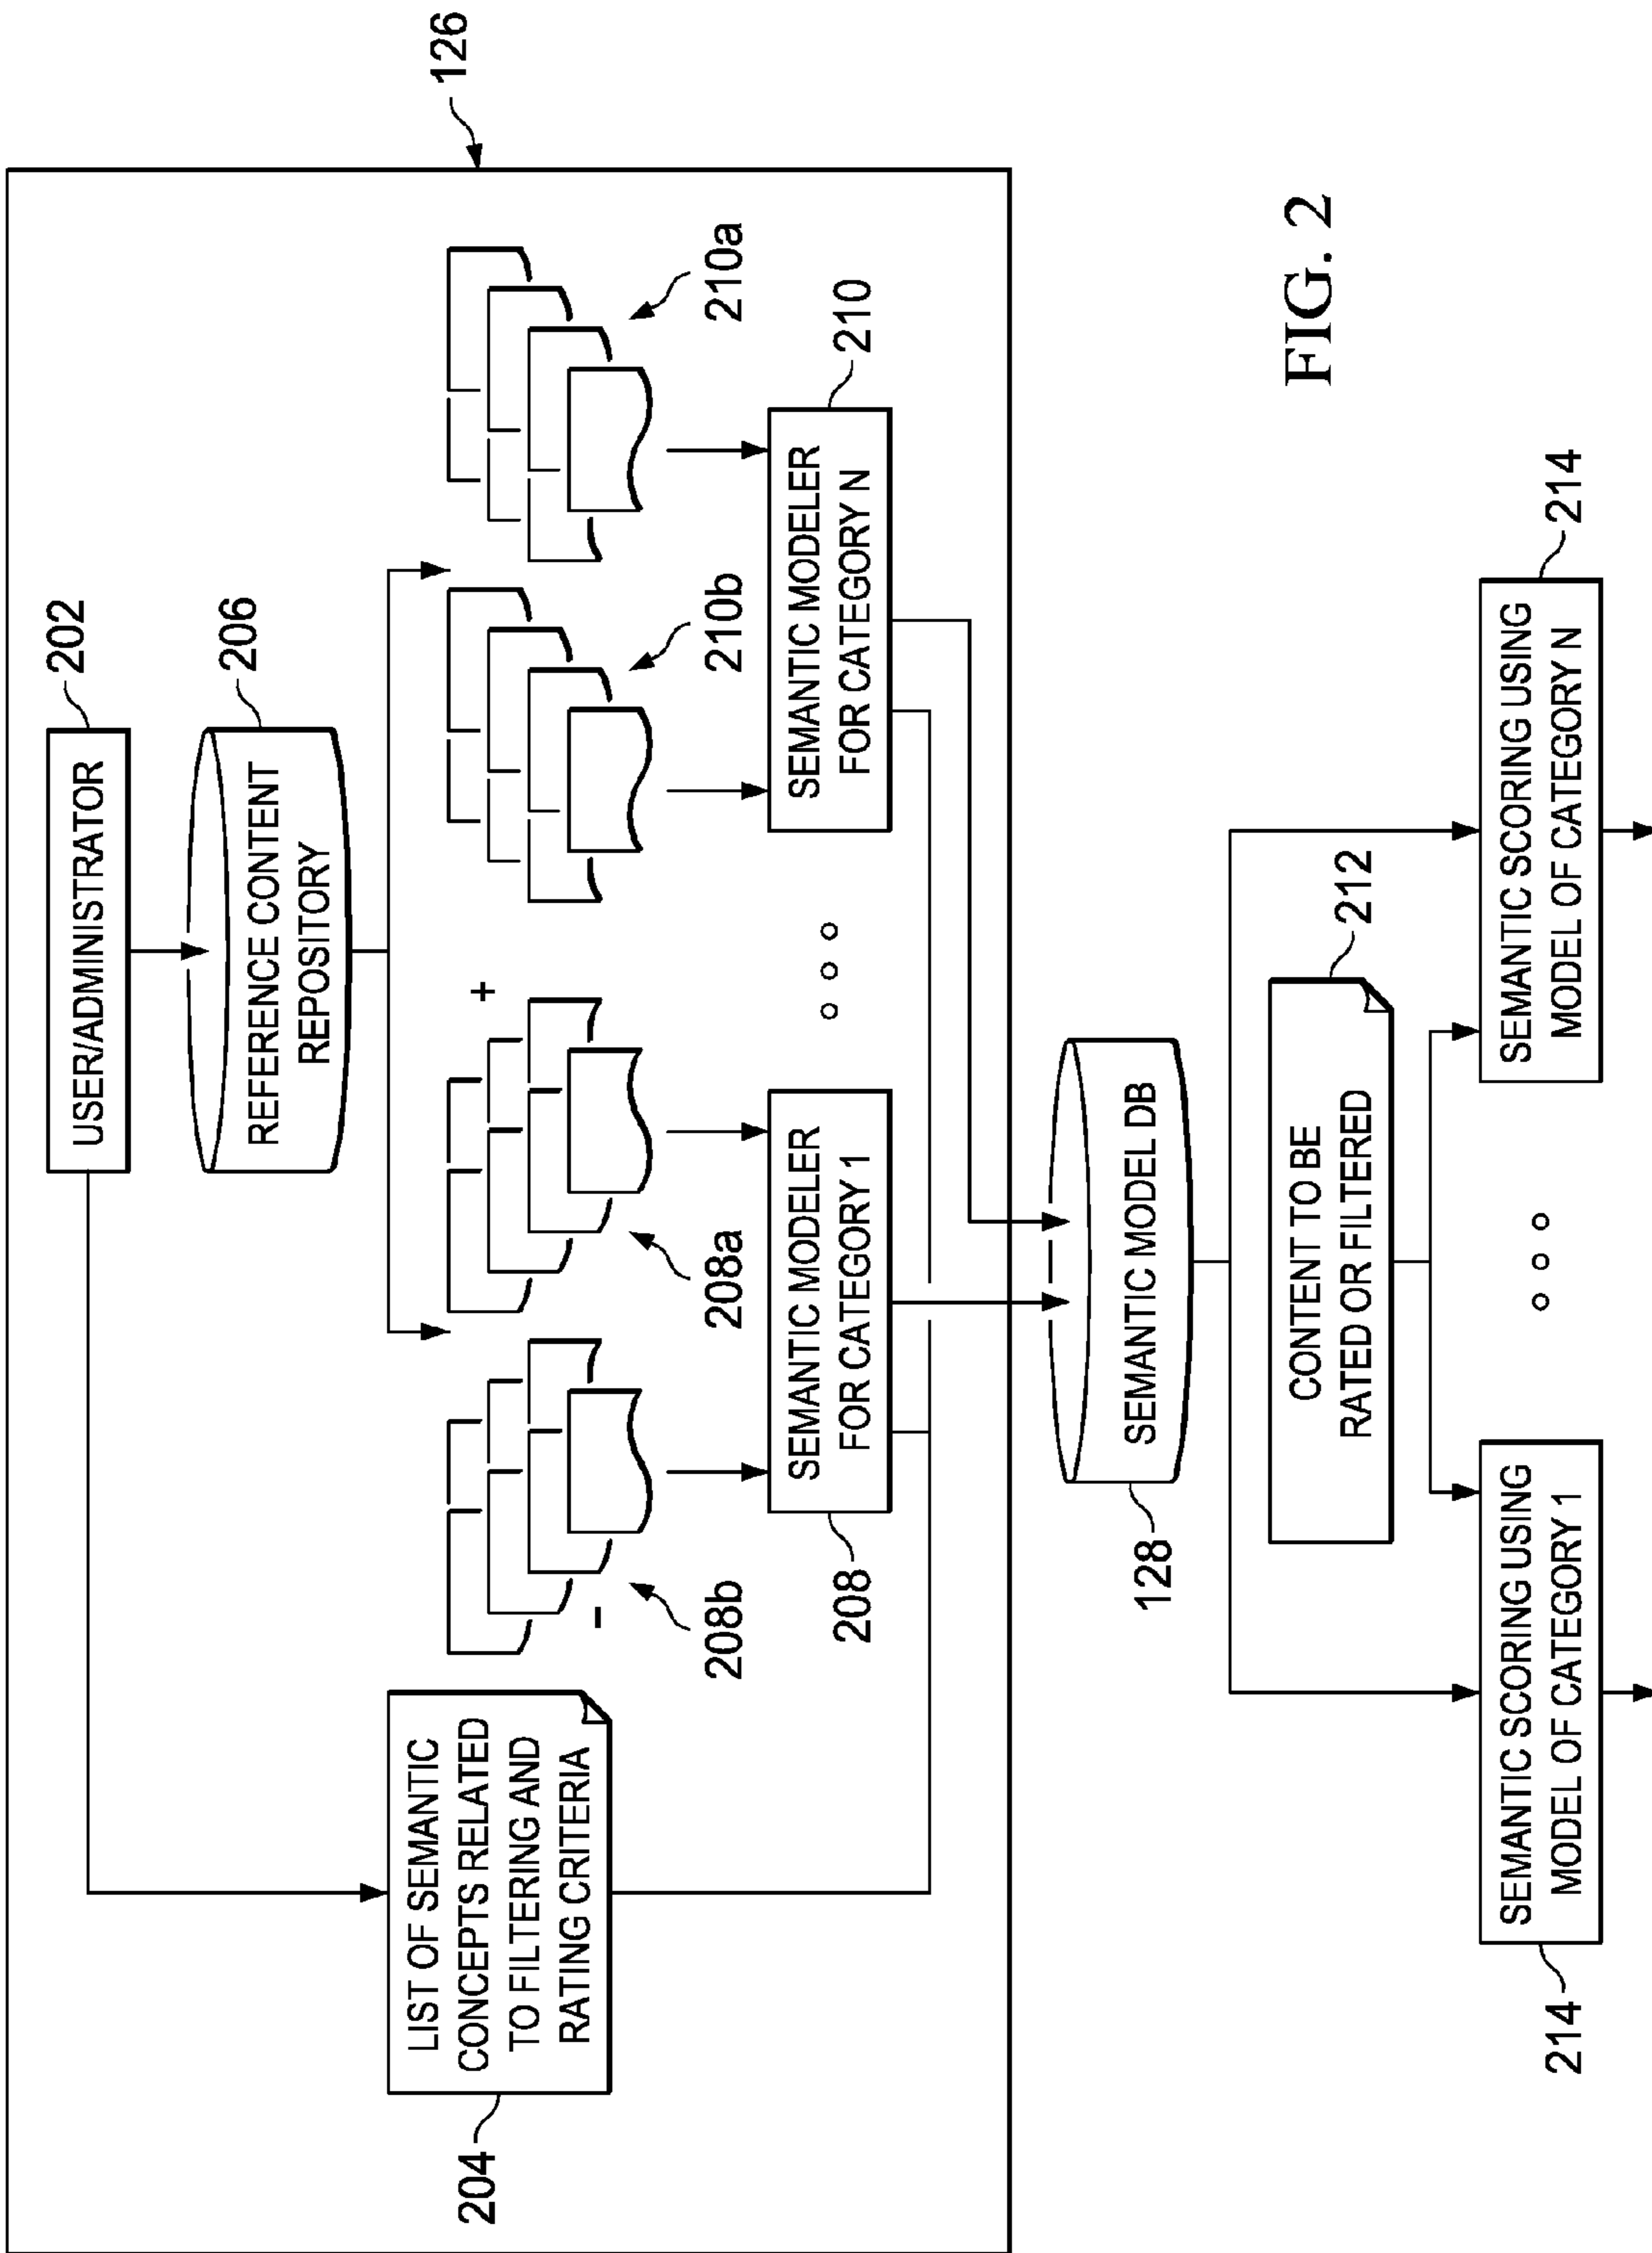 126
USER/ADMINISTRATOR
202
REFERENCE CONTENT
REPOSITORY
206
LIST OF SEMANTIC
CONCEPTS RELATED
TO FILTERING AND
RATING CRITERIA
204
-
+
208b
208a
210b
210a
SEMANTIC MODELER
FOR CATEGORY 1
208
SEMANTIC MODELER
FOR CATEGORY N
210
SEMANTIC MODEL DB
128
CONTENT TO BE
RATED OR FILTERED
212
SEMANTIC SCORING USING
MODEL OF CATEGORY 1
214
SEMANTIC SCORING USING
MODEL OF CATEGORY N
214
FIG. 2